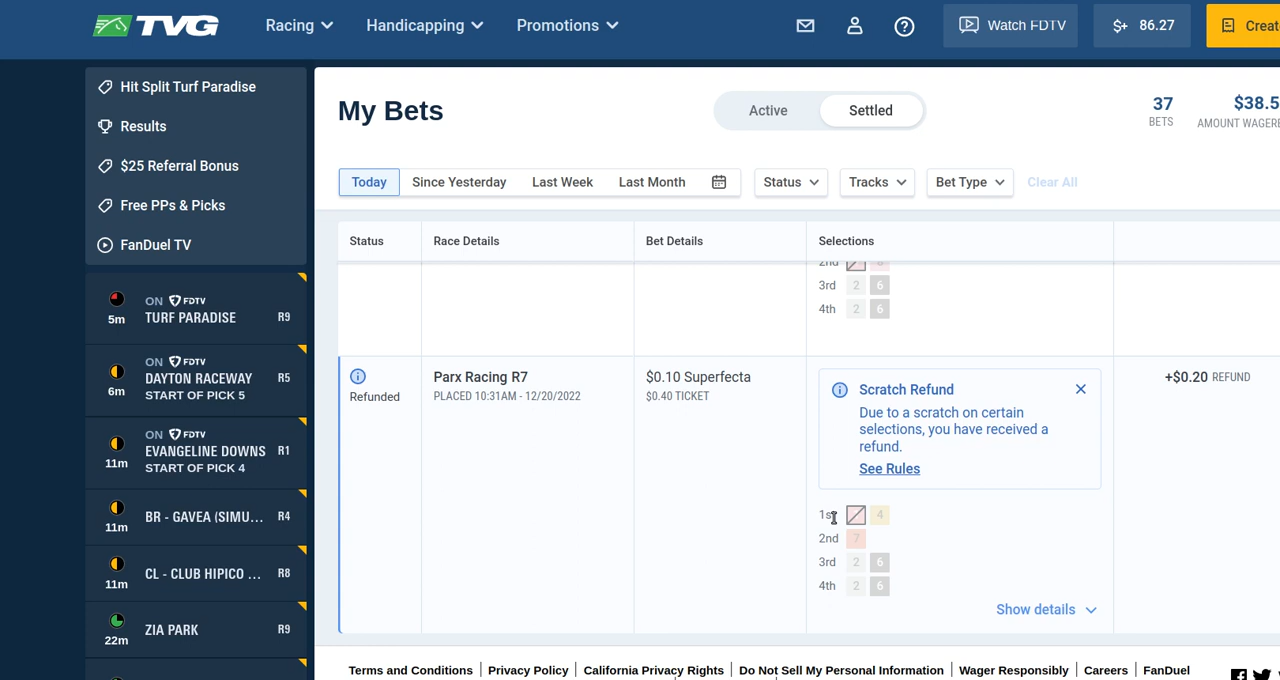 TVG
Racing
Handicapping
Promotions
Watch FDTV
$+ 86.27
Creat
Hit Split Turf Paradise
Results
$25 Referral Bonus
Free PPs & Picks
FanDuel TV
My Bets
Active
Settled
37
BETS
$38.5
AMOUNT WAGERE
Today
Since Yesterday
Last Week
Last Month
Status
Tracks
Bet Type
Clear All
Status
Race Details
Bet Details
Selections
2nd
3rd 2 6
4th 2 6
5m
ON FDTV
TURF PARADISE
R9
6m
ON FDTV
DAYTON RACEWAY
START OF PICK 5
R5
11m
ON FDTV
EVANGELINE DOWNS
START OF PICK 4
R1
11m
BR - GAVEA (SIMU...
R4
11m
CL - CLUB HIPICO ...
R8
22m
ZIA PARK
R9
Refunded
Parx Racing R7
PLACED 10:31AM - 12/20/2022
$0.10 Superfecta
$0.40 TICKET
Scratch Refund
Due to a scratch on certain
selections, you have received a
refund.
See Rules
+$0.20 REFUND
1st 4
2nd 7
3rd 2 6
4th 2 6
Show details
Terms and Conditions
Privacy Policy
California Privacy Rights
Do Not Sell My Personal Information
Wager Responsibly
Careers
FanDuel